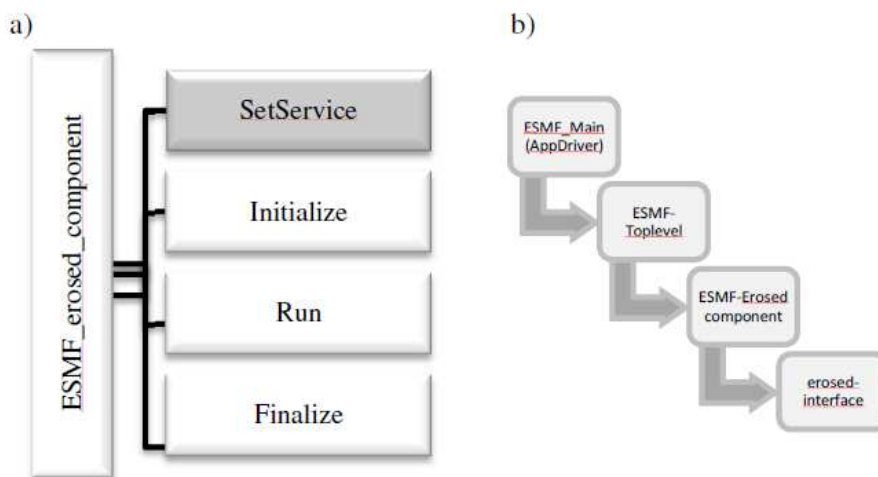 a)
ESMF_erosed_component
SetService
Initialize
Run
Finalize
b)
ESMF_Main
(AppDriver)
ESMF-
Toplevel
ESMF-Erosed
component
erosed-
interface